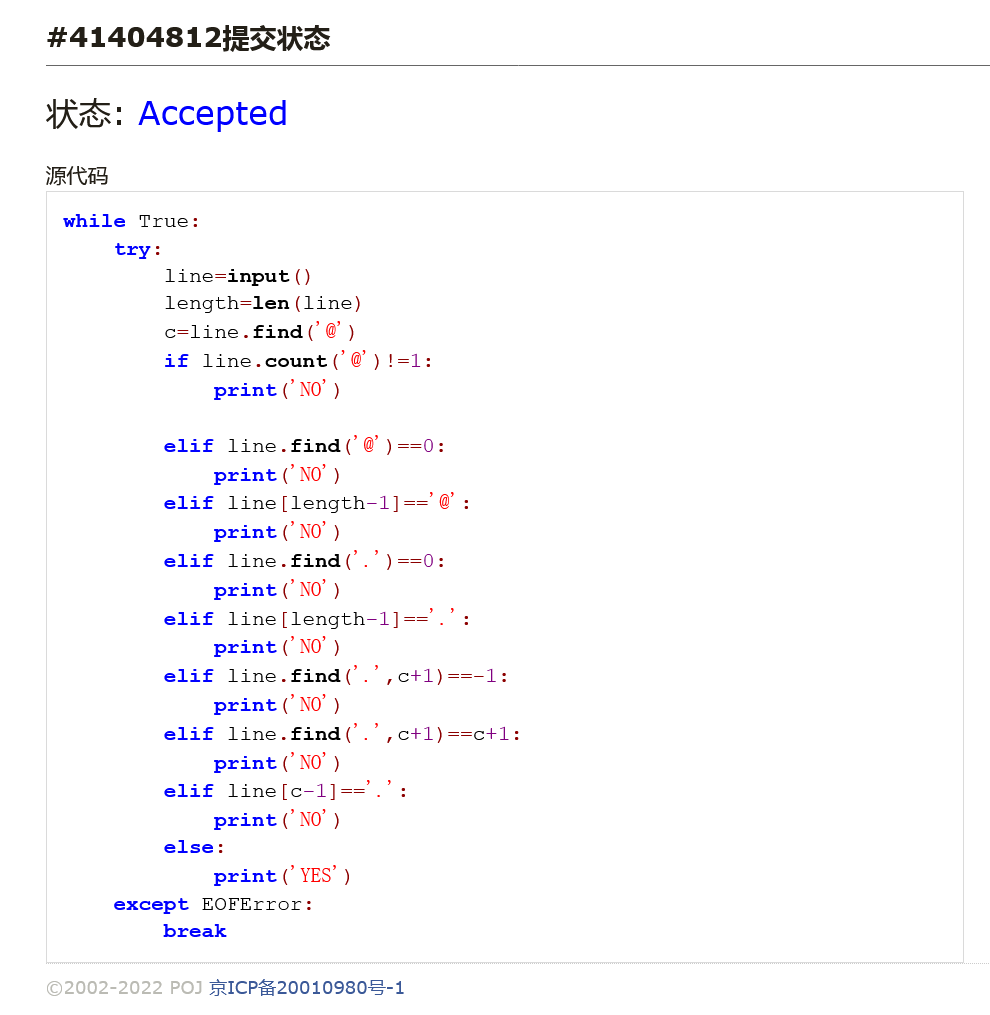 #41404812提交状态
状态: Accepted
源代码
while True:
    try:
        line=input()
        length=len(line)
        c=line.find('@')
        if line.count('@')!=1:
            print('NO')
        elif line.find('@')==0:
            print('NO')
        elif line[length-1]=='@':
            print('NO')
        elif line.find('.')==0:
            print('NO')
        elif line[length-1]=='.':
            print('NO')
        elif line.find('.',c+1)==-1:
            print('NO')
        elif line.find('.',c+1)==c+1:
            print('NO')
        elif line[c-1]=='.':
            print('NO')
        else:
            print('YES')
    except EOFError:
        break
©2002-2022 POJ 京ICP备20010980号-1